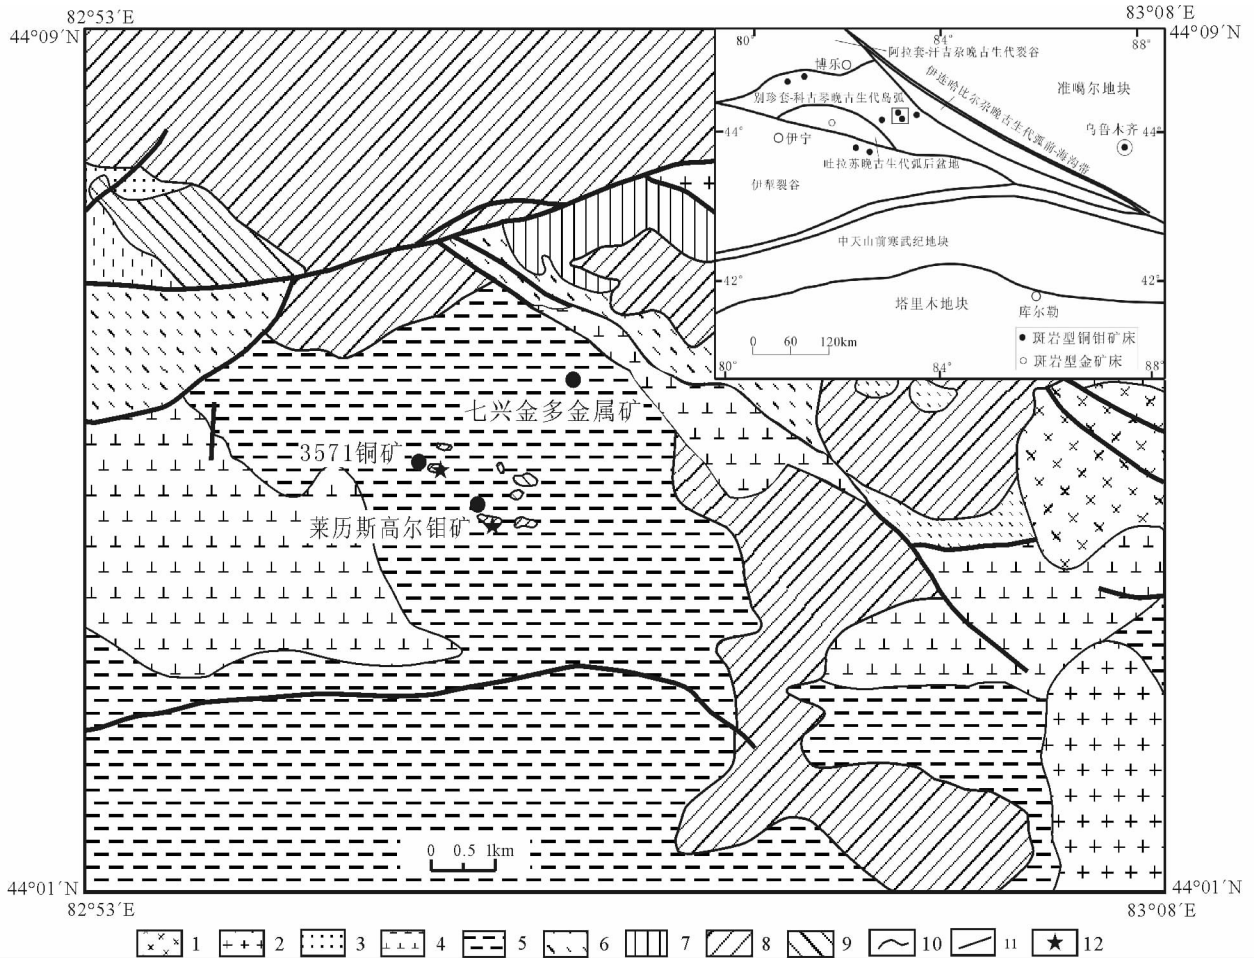 82°53´E
83°08´E
44°09´N
44°09´N
80°
84°
88°
阿拉套-汗吉尕晚古生代裂谷
博乐
伊连哈比尔尕晚古生代弧前-海沟带
准噶尔地块
别珍套-科古琴晚古生代岛弧
乌鲁木齐
44°
44°
伊宁
吐拉苏晚古生代弧后盆地
伊犁裂谷
中天山前寒武纪地块
42°
42°
塔里木地块
库尔勒
斑岩型铜钼矿床
斑岩型金矿床
0 60 120km
80°
84°
88°
七兴金多金属矿
3571铜矿
莱历斯高尔钼矿
0 0.5 1km
44°01´N
44°01´N
82°53´E
83°08´E
1 2 3 4 5 6 7 8 9 10 11 12